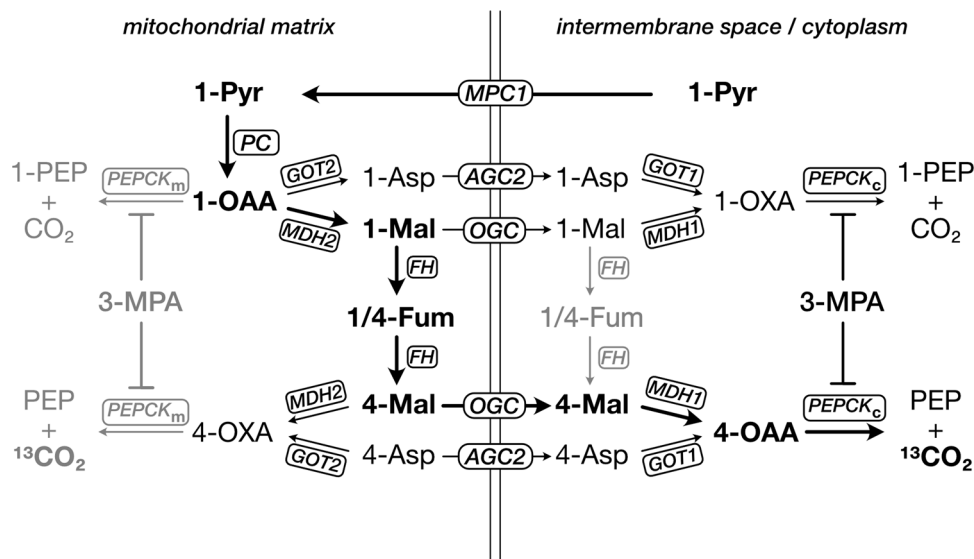 mitochondrial matrix
intermembrane space / cytoplasm
1-Pyr
MPC1
1-Pyr
PC
1-PEP
+
CO₂
PEPCKₘ
1-OAA
GOT2
MDH2
1-Asp
AGC2
1-Asp
GOT1
1-Mal
OGC
1-Mal
MDH1
1-OXA
PEPCK꜀
1-PEP
+
CO₂
FH
FH
3-MPA
1/4-Fum
1/4-Fum
3-MPA
FH
FH
PEP
+
¹³CO₂
PEPCKₘ
4-OXA
MDH2
GOT2
4-Mal
OGC
4-Mal
MDH1
4-Asp
AGC2
4-Asp
GOT1
4-OAA
PEPCK꜀
PEP
+
¹³CO₂